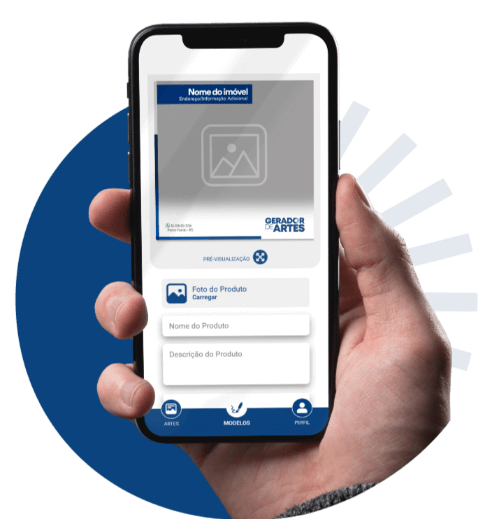 Nome do imóvel
Endereço/Informação Adicional
GERADOR
DE ARTES
PRÉ-VISUALIZAÇÃO
Foto do Produto
Carregar
Nome do Produto
Descrição do Produto
ARTES
MODELOS
PERFIL